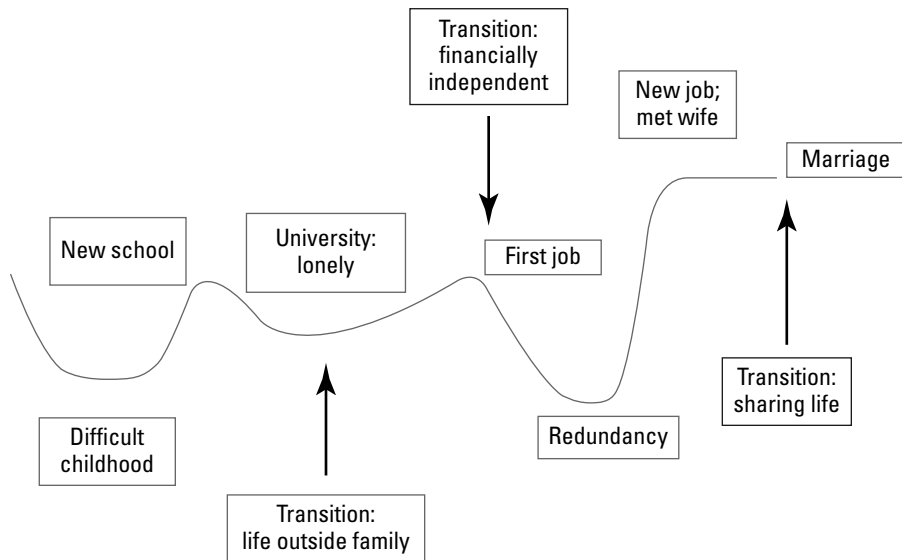 Transition:
financially
independent
New job;
met wife
Marriage
New school
University:
lonely
First job
Transition:
sharing life
Difficult
childhood
Redundancy
Transition:
life outside family